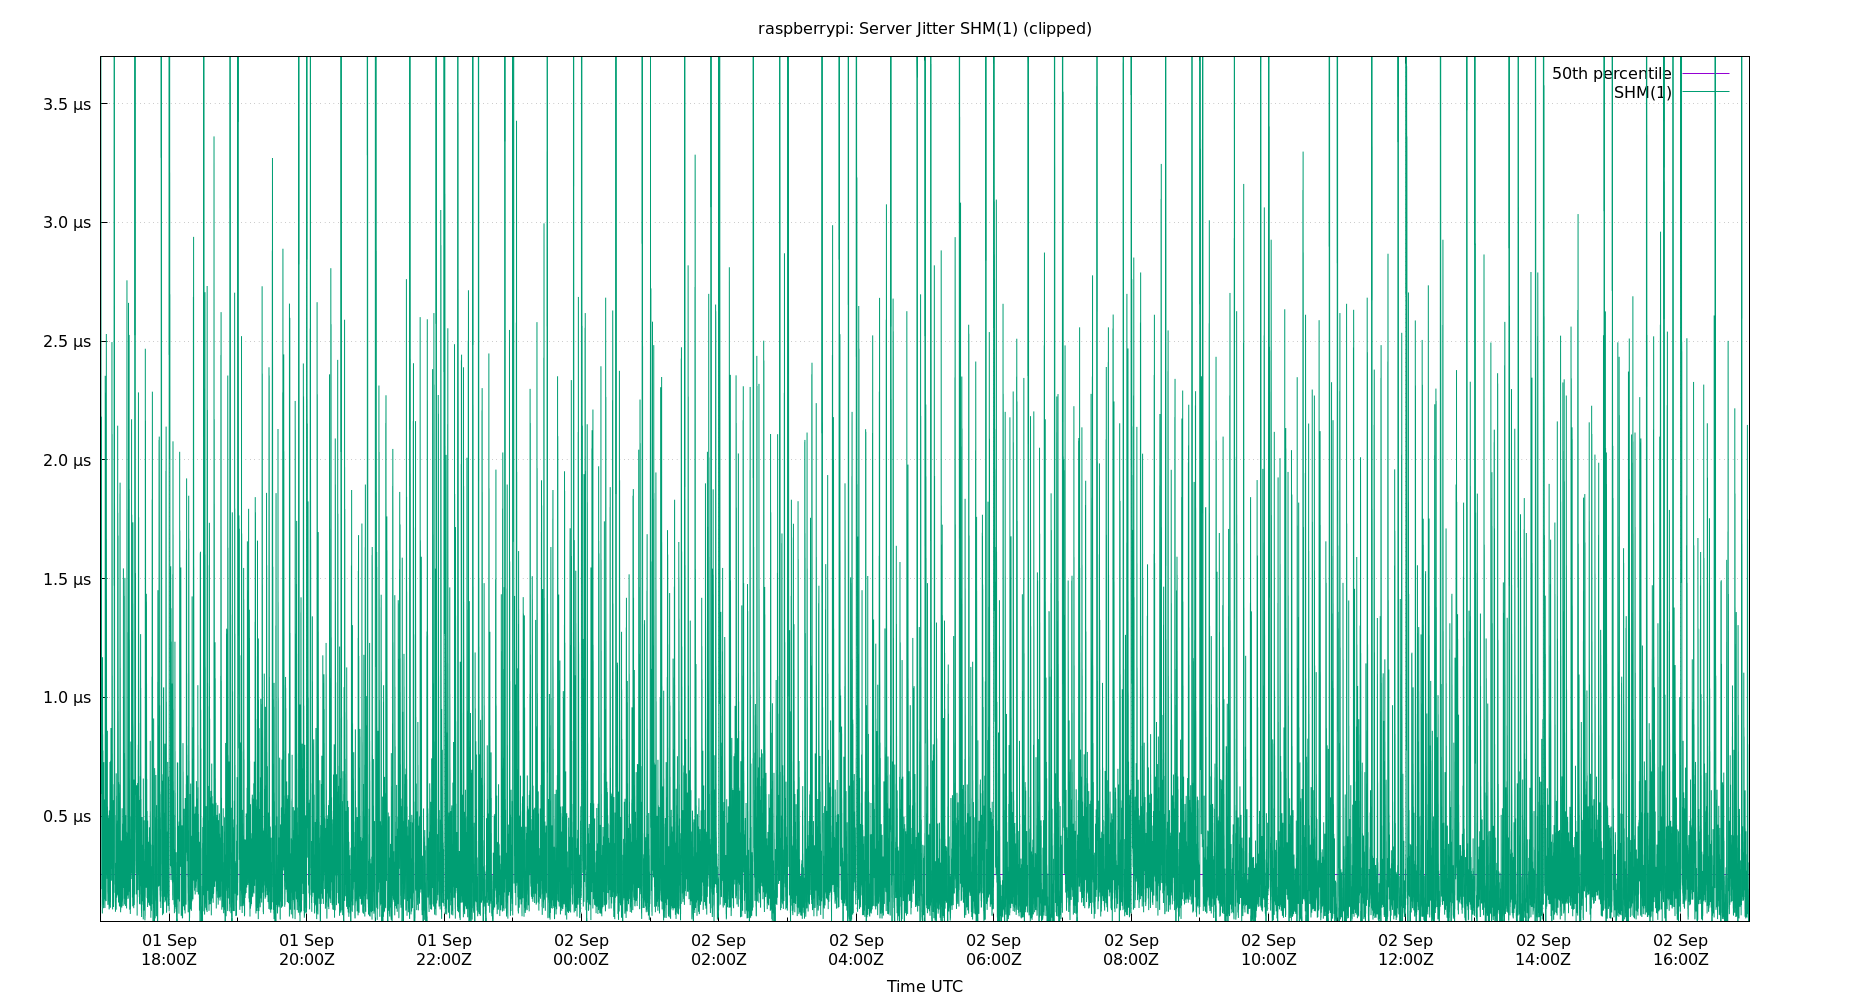 raspberrypi: Server Jitter SHM(1) (clipped)
50th percentile
SHM(1)
3.5 µs
3.0 µs
2.5 µs
2.0 µs
1.5 µs
1.0 µs
0.5 µs
01 Sep 01 Sep 01 Sep 02 Sep 02 Sep 02 Sep 02 Sep 02 Sep 02 Sep 02 Sep 02 Sep 02 Sep
18:00Z 20:00Z 22:00Z 00:00Z 02:00Z 04:00Z 06:00Z 08:00Z 10:00Z 12:00Z 14:00Z 16:00Z
Time UTC